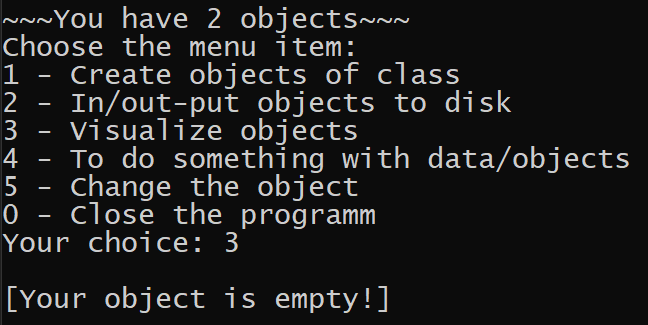 ~~~You have 2 objects~~~
Choose the menu item:
1 - Create objects of class
2 - In/out-put objects to disk
3 - Visualize objects
4 - To do something with data/objects
5 - Change the object
0 - Close the programm
Your choice: 3
[Your object is empty!]